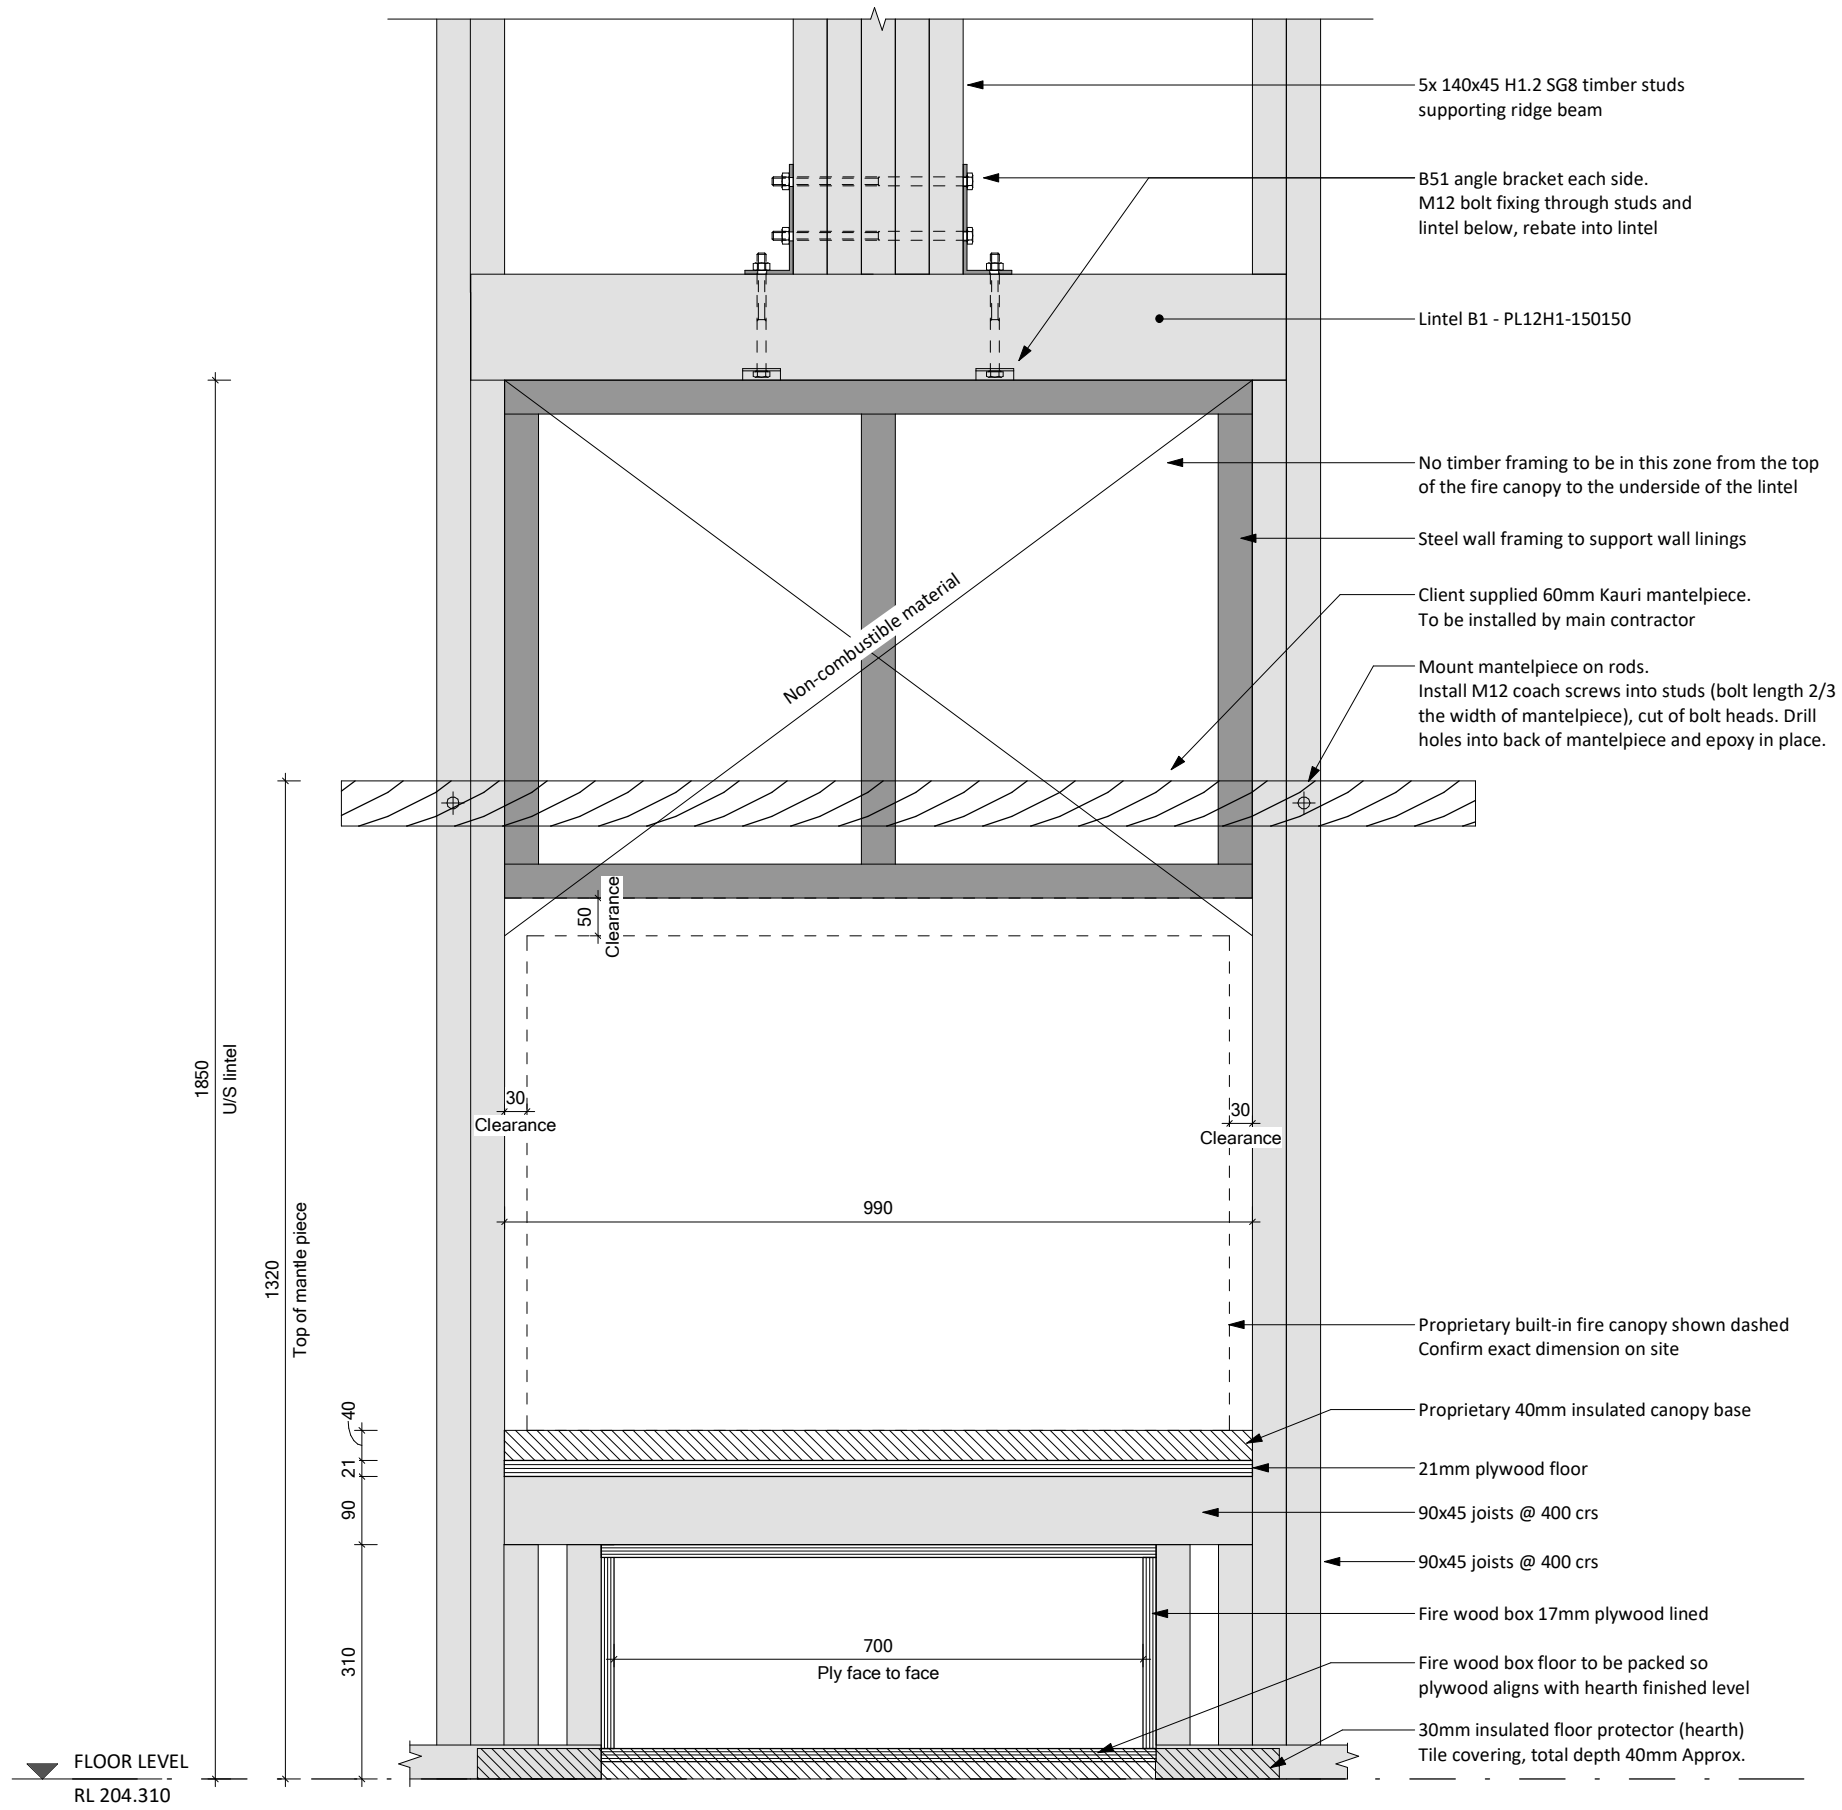 5x 140x45 H1.2 SG8 timber studs
supporting ridge beam
B51 angle bracket each side.
M12 bolt fixing through studs and
lintel below, rebate into lintel
Lintel B1 - PL12H1-150150
No timber framing to be in this zone from the top
of the fire canopy to the underside of the lintel
Steel wall framing to support wall linings
Client supplied 60mm Kauri mantelpiece.
To be installed by main contractor
Mount mantelpiece on rods.
Install M12 coach screws into studs (bolt length 2/3
the width of mantelpiece), cut of bolt heads. Drill
holes into back of mantelpiece and epoxy in place.
Non-combustible material
50
Clearance
1850
U/S lintel
30
Clearance
30
Clearance
990
1320
Top of mantle piece
Proprietary built-in fire canopy shown dashed
Confirm exact dimension on site
40
Proprietary 40mm insulated canopy base
21
21mm plywood floor
90
90x45 joists @ 400 crs
90x45 joists @ 400 crs
310
Fire wood box 17mm plywood lined
700
Ply face to face
Fire wood box floor to be packed so
plywood aligns with hearth finished level
30mm insulated floor protector (hearth)
Tile covering, total depth 40mm Approx.
FLOOR LEVEL
RL 204.310